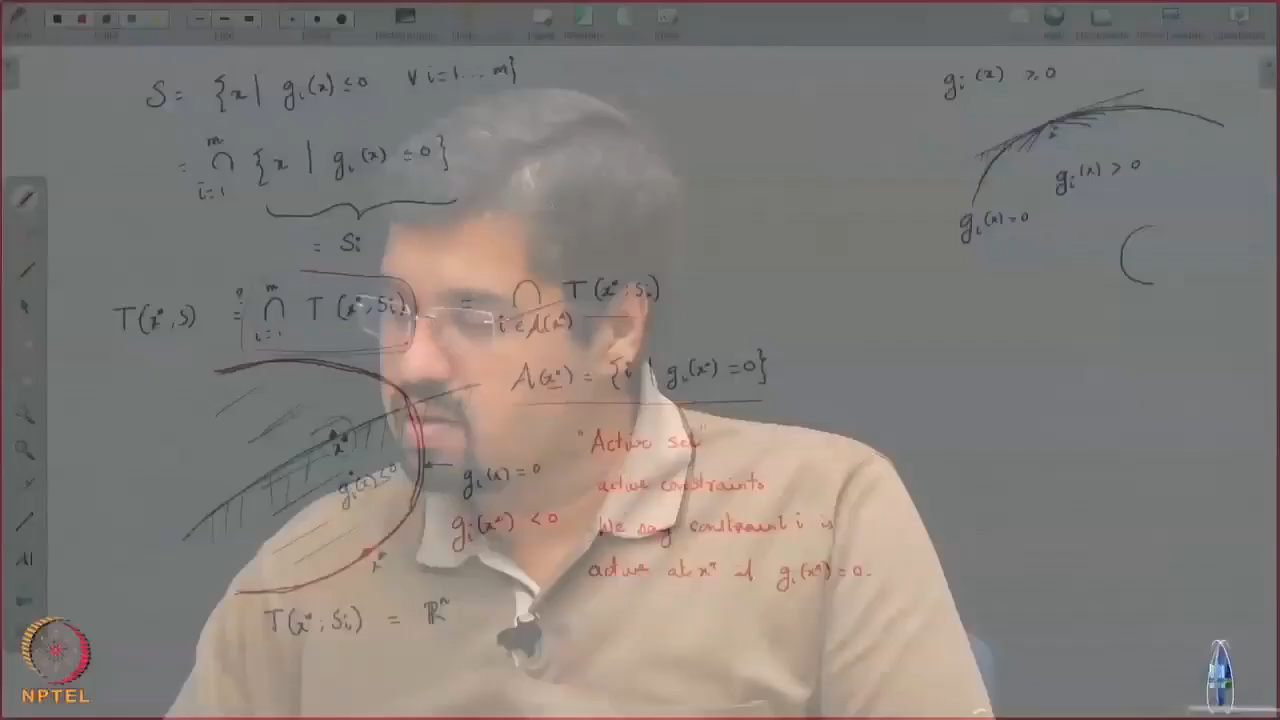 S = {x | gᵢ(x) ≤ 0 ∀ i = 1 ... m}
= ∩ᵢ₌₁ᵐ {x | gᵢ(x) ≤ 0}
= Sᵢ
T(x*, S) ?= ∩ᵢ₌₁ᵐ T(x*, Sᵢ) = ∩ i ∈ A(x*) T(x*; Sᵢ)
A(x*) = {i | gᵢ(x*) = 0}
"Active set"
active constraints
We say constraint i is
active at x* if gᵢ(x*) = 0.
x*
gᵢ(x) ≤ 0
gᵢ(x) = 0
gᵢ(x*) < 0
x*
T(x*; Sᵢ) = ℝⁿ
gᵢ(x) ≥ 0
gᵢ(x) > 0
gᵢ(x) = 0
NPTEL